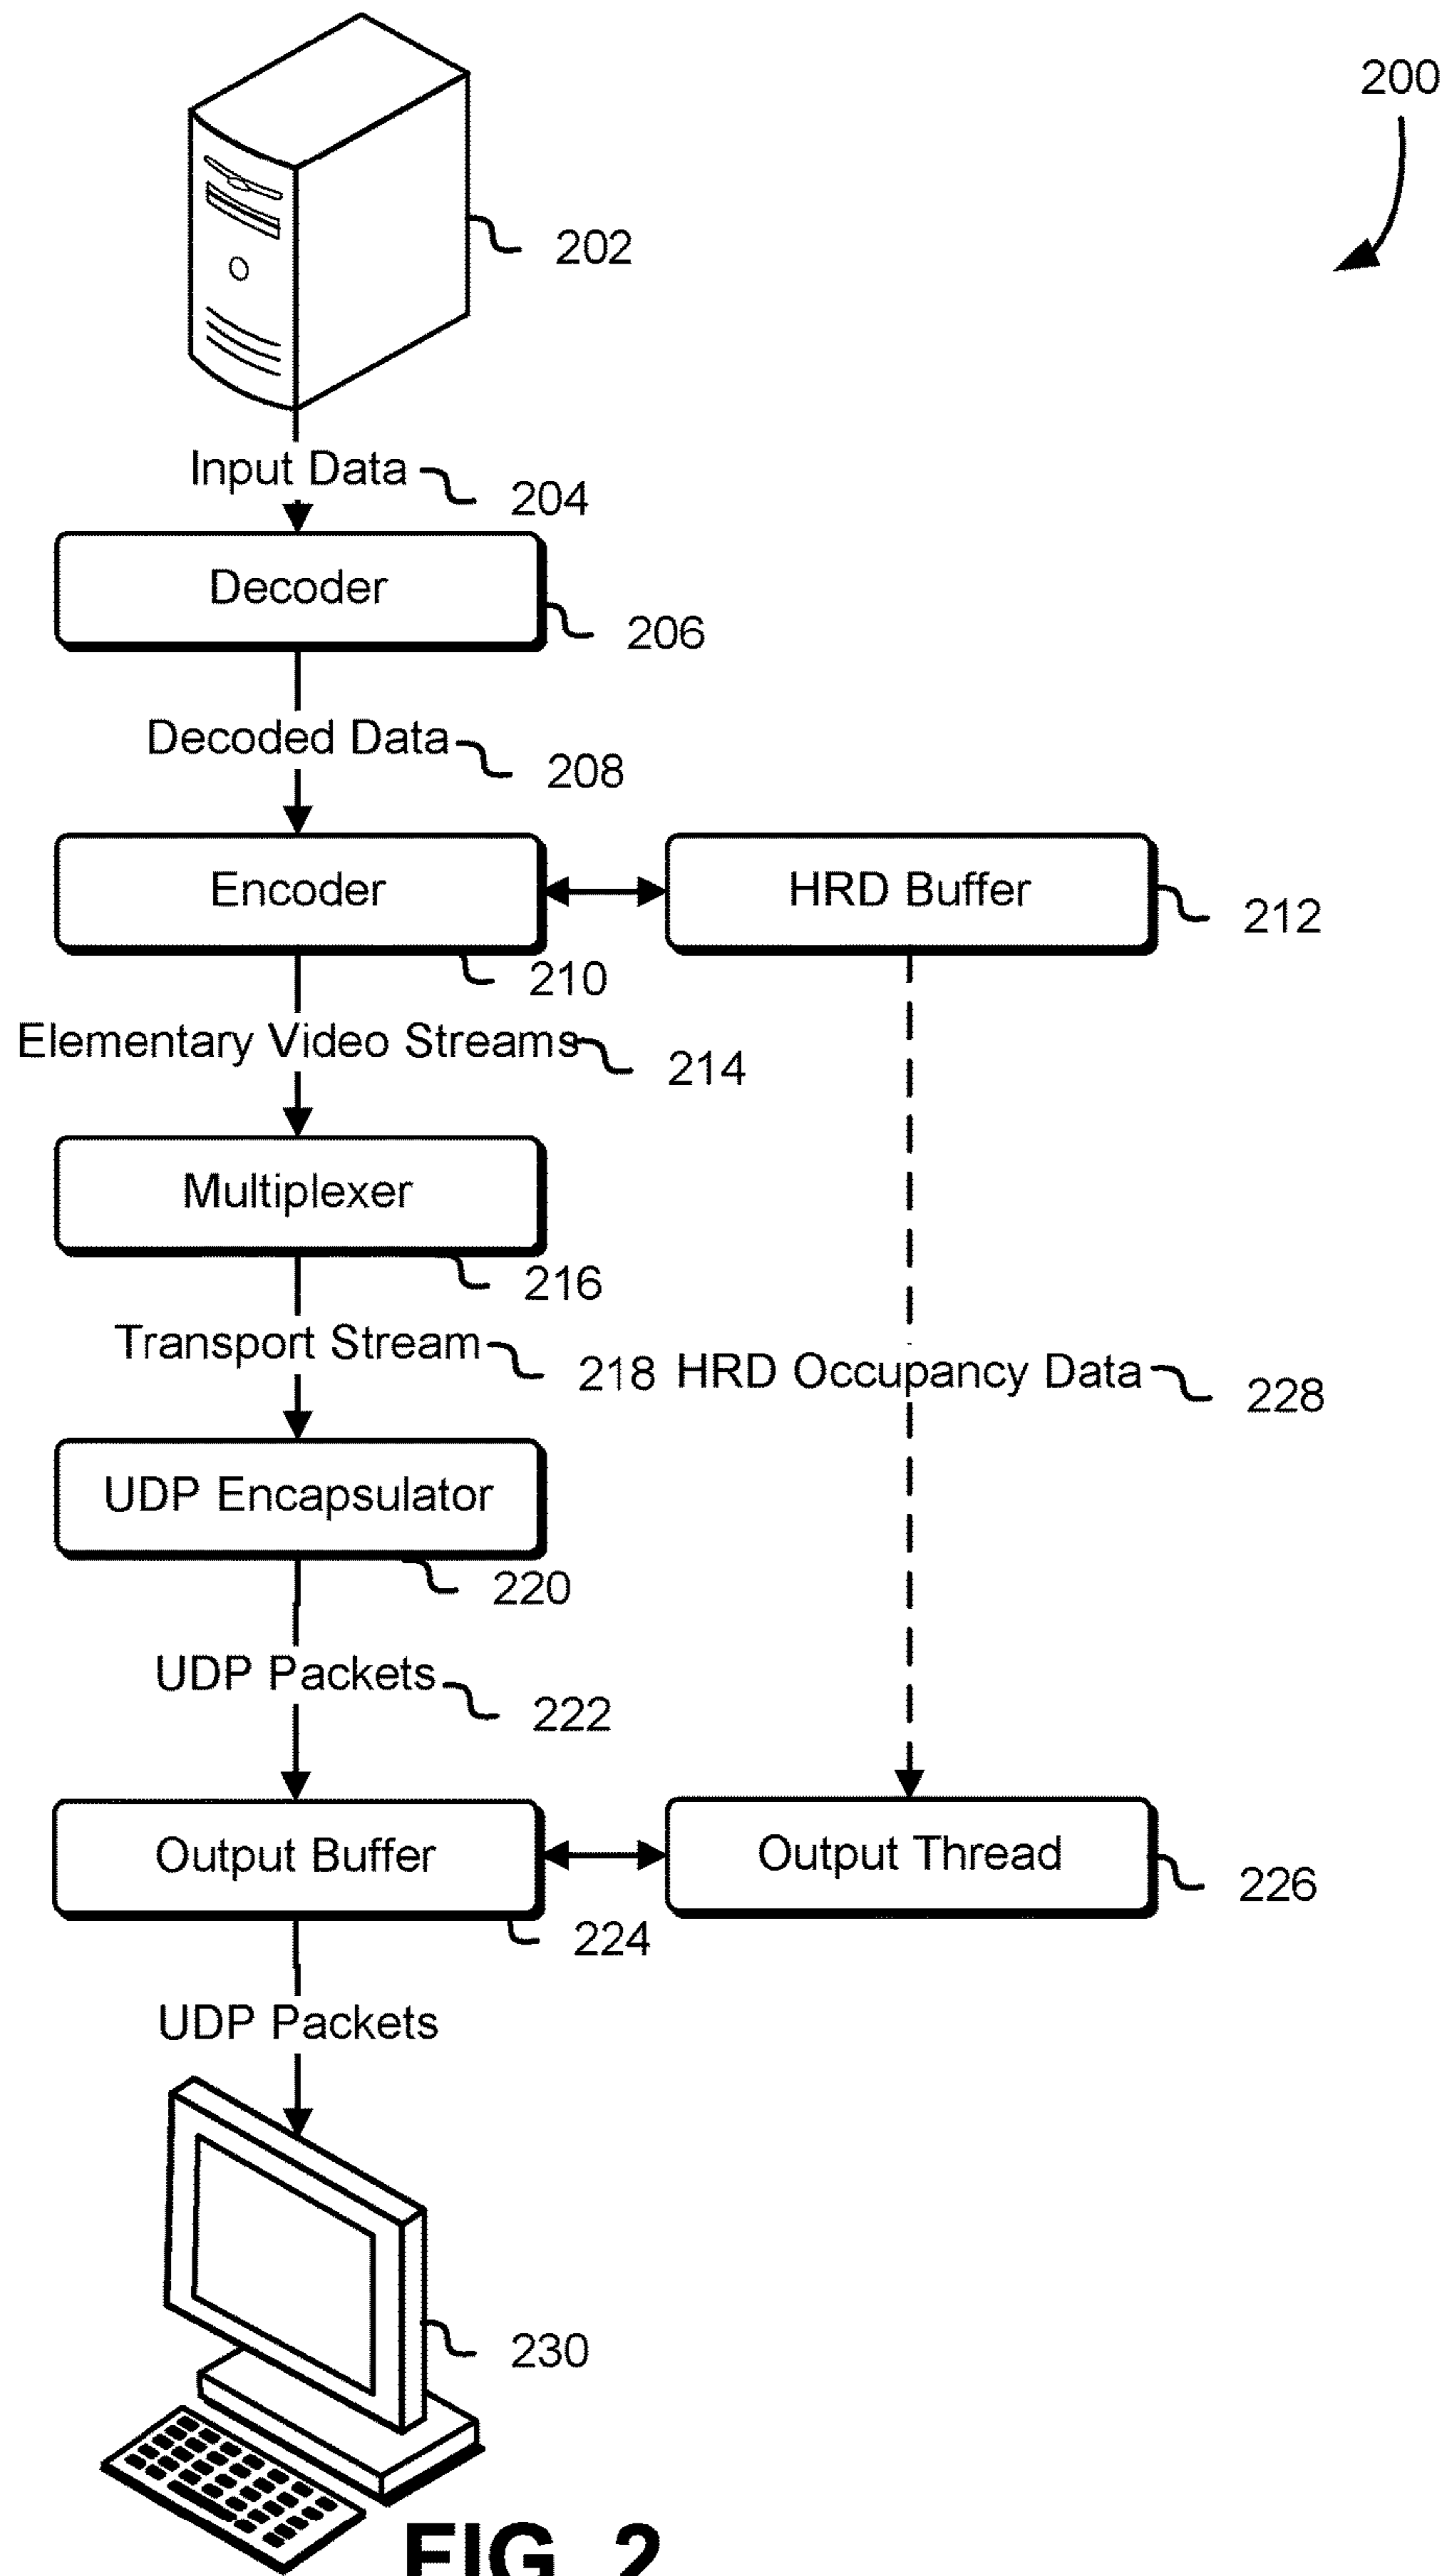 200
202
Input Data
204
Decoder
206
Decoded Data
208
Encoder
HRD Buffer
212
210
Elementary Video Streams
214
Multiplexer
216
Transport Stream
218
HRD Occupancy Data
228
UDP Encapsulator
220
UDP Packets
222
Output Buffer
Output Thread
226
224
UDP Packets
230
FIG. 2